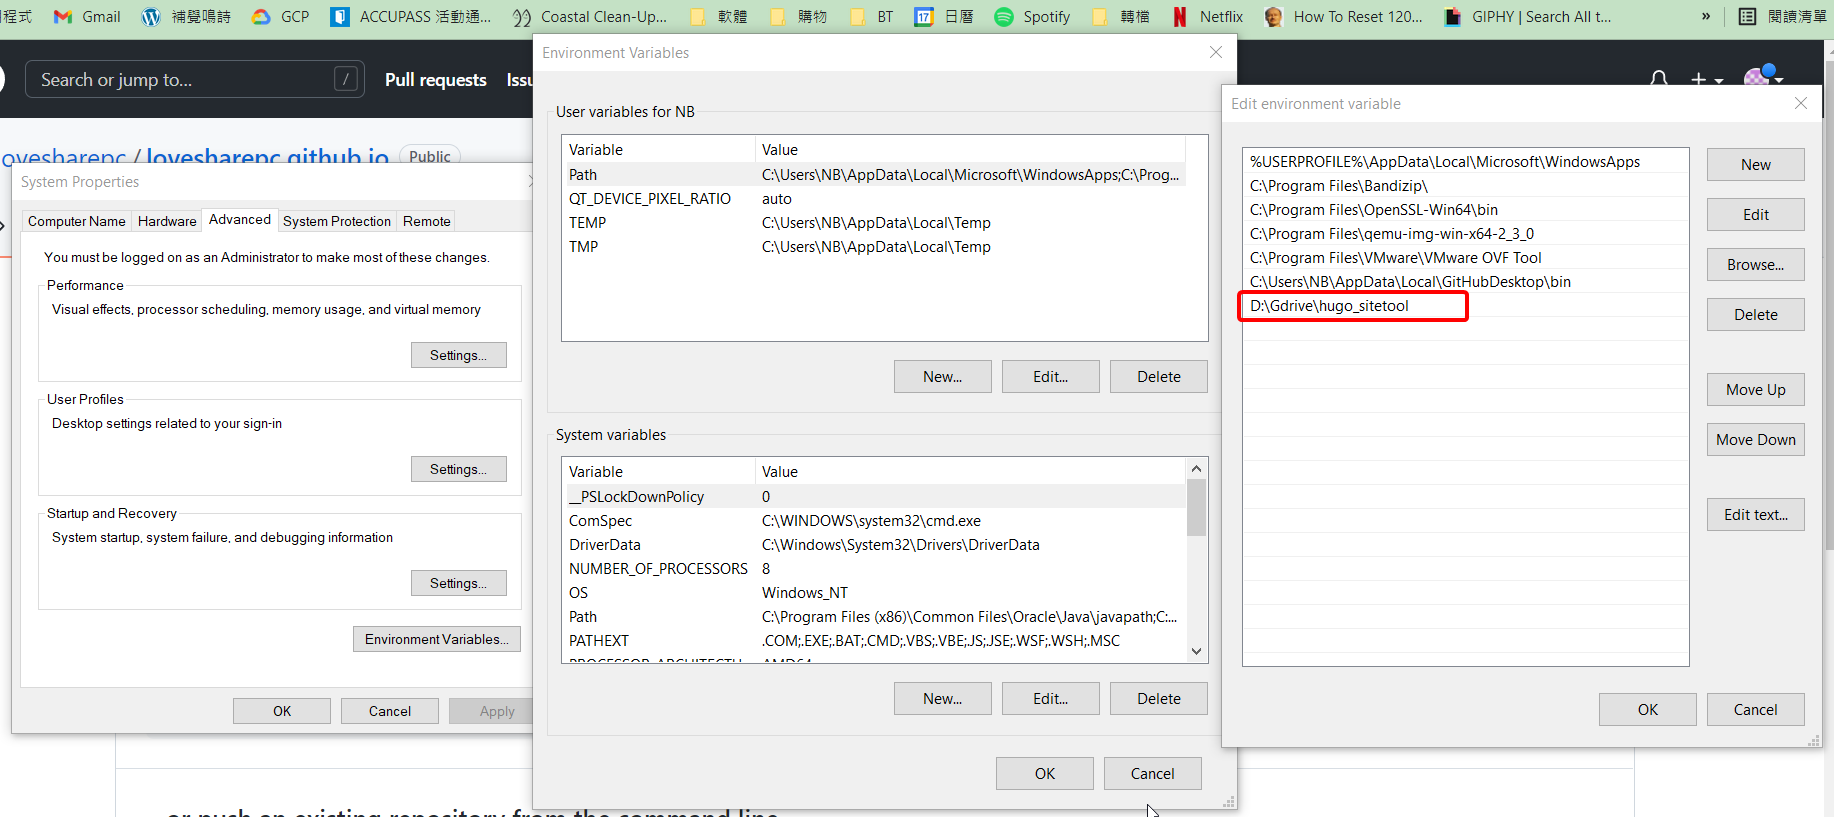 程式 Gmail 補聲鳴詩 GCP ACCUPASS 活動通... Coastal Clean-Up... 軟體 購物 BT 17 日曆 Spotify 轉檔 Netflix How To Reset 120... GIPHY | Search All t... » 閱讀清單
Search or jump to... /
Pull requests Issu
ovesharepc / lovesharepc.github.io Public
System Properties
Computer Name Hardware Advanced System Protection Remote
You must be logged on as an Administrator to make most of these changes.
Performance
Visual effects, processor scheduling, memory usage, and virtual memory
Settings...
User Profiles
Desktop settings related to your sign-in
Settings...
Startup and Recovery
System startup, system failure, and debugging information
Settings...
Environment Variables...
OK Cancel Apply
Environment Variables
User variables for NB
Variable Value
Path C:\Users\NB\AppData\Local\Microsoft\WindowsApps;C:\Prog...
QT_DEVICE_PIXEL_RATIO auto
TEMP C:\Users\NB\AppData\Local\Temp
TMP C:\Users\NB\AppData\Local\Temp
New... Edit... Delete
System variables
Variable Value
__PSLockDownPolicy 0
ComSpec C:\WINDOWS\system32\cmd.exe
DriverData C:\Windows\System32\Drivers\DriverData
NUMBER_OF_PROCESSORS 8
OS Windows_NT
Path C:\Program Files (x86)\Common Files\Oracle\Java\javapath;C:...
PATHEXT .COM;.EXE;.BAT;.CMD;.VBS;.VBE;.JS;.JSE;.WSF;.WSH;.MSC
PROCESSOR_ARCHITECTU AMD64
New... Edit... Delete
OK Cancel
Edit environment variable
%USERPROFILE%\AppData\Local\Microsoft\WindowsApps
C:\Program Files\Bandizip\
C:\Program Files\OpenSSL-Win64\bin
C:\Program Files\qemu-img-win-x64-2_3_0
C:\Program Files\VMware\VMware OVF Tool
C:\Users\NB\AppData\Local\GitHubDesktop\bin
D:\Gdrive\hugo_sitetool
New
Edit
Browse...
Delete
Move Up
Move Down
Edit text...
OK Cancel
or push an existing repository from the command line